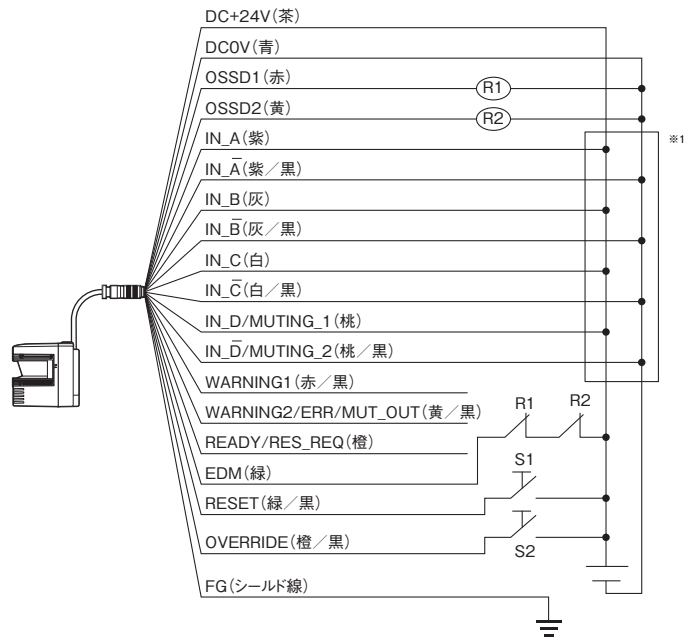 DC+24V(茶)
DC0V(青)
OSSD1(赤)
R1
OSSD2(黄)
R2
※1
IN_A(紫)
IN_A̅(紫／黒)
IN_B(灰)
IN_B̅(灰／黒)
IN_C(白)
IN_C̅(白／黒)
IN_D/MUTING_1(桃)
IN_D̅/MUTING_2(桃／黒)
WARNING1(赤／黒)
WARNING2/ERR/MUT_OUT(黄／黒)
R1
R2
READY/RES_REQ(橙)
EDM(緑)
S1
RESET(緑／黒)
OVERRIDE(橙／黒)
S2
FG(シールド線)